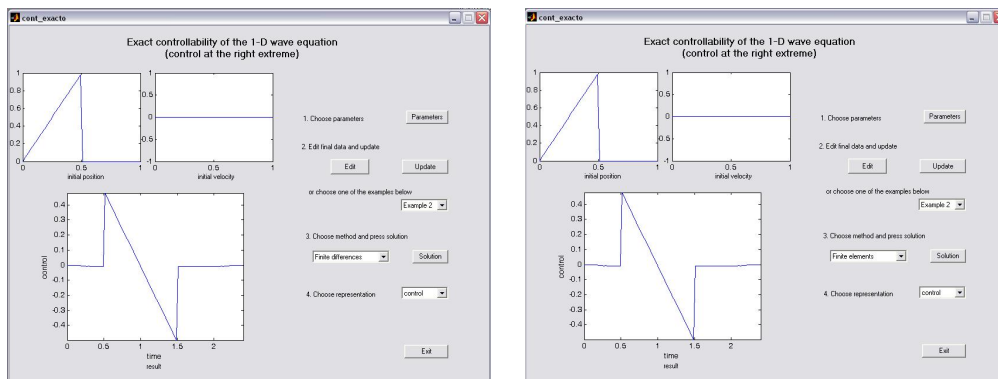 cont_exacto
Exact controllability of the 1-D wave equation
(control at the right extreme)
1
0.8
0.6
0.4
0.2
0
0 0.5 1
initial position
1
0.5
0
-0.5
-1
0 0.5 1
initial velocity
1. Choose parameters Parameters
2. Edit final data and update
Edit Update
or choose one of the examples below
Example 2
3. Choose method and press solution
Finite differences Solution
4. Choose representation control
Exit
control
0.4
0.3
0.2
0.1
0
-0.1
-0.2
-0.3
-0.4
0 0.5 1 1.5 2
time
result
cont_exacto
Exact controllability of the 1-D wave equation
(control at the right extreme)
1
0.8
0.6
0.4
0.2
0
0 0.5 1
initial position
1
0.5
0
-0.5
-1
0 0.5 1
initial velocity
1. Choose parameters Parameters
2. Edit final data and update
Edit Update
or choose one of the examples below
Example 2
3. Choose method and press solution
Finite elements Solution
4. Choose representation control
Exit
control
0.4
0.3
0.2
0.1
0
-0.1
-0.2
-0.3
-0.4
0 0.5 1 1.5 2
time
result